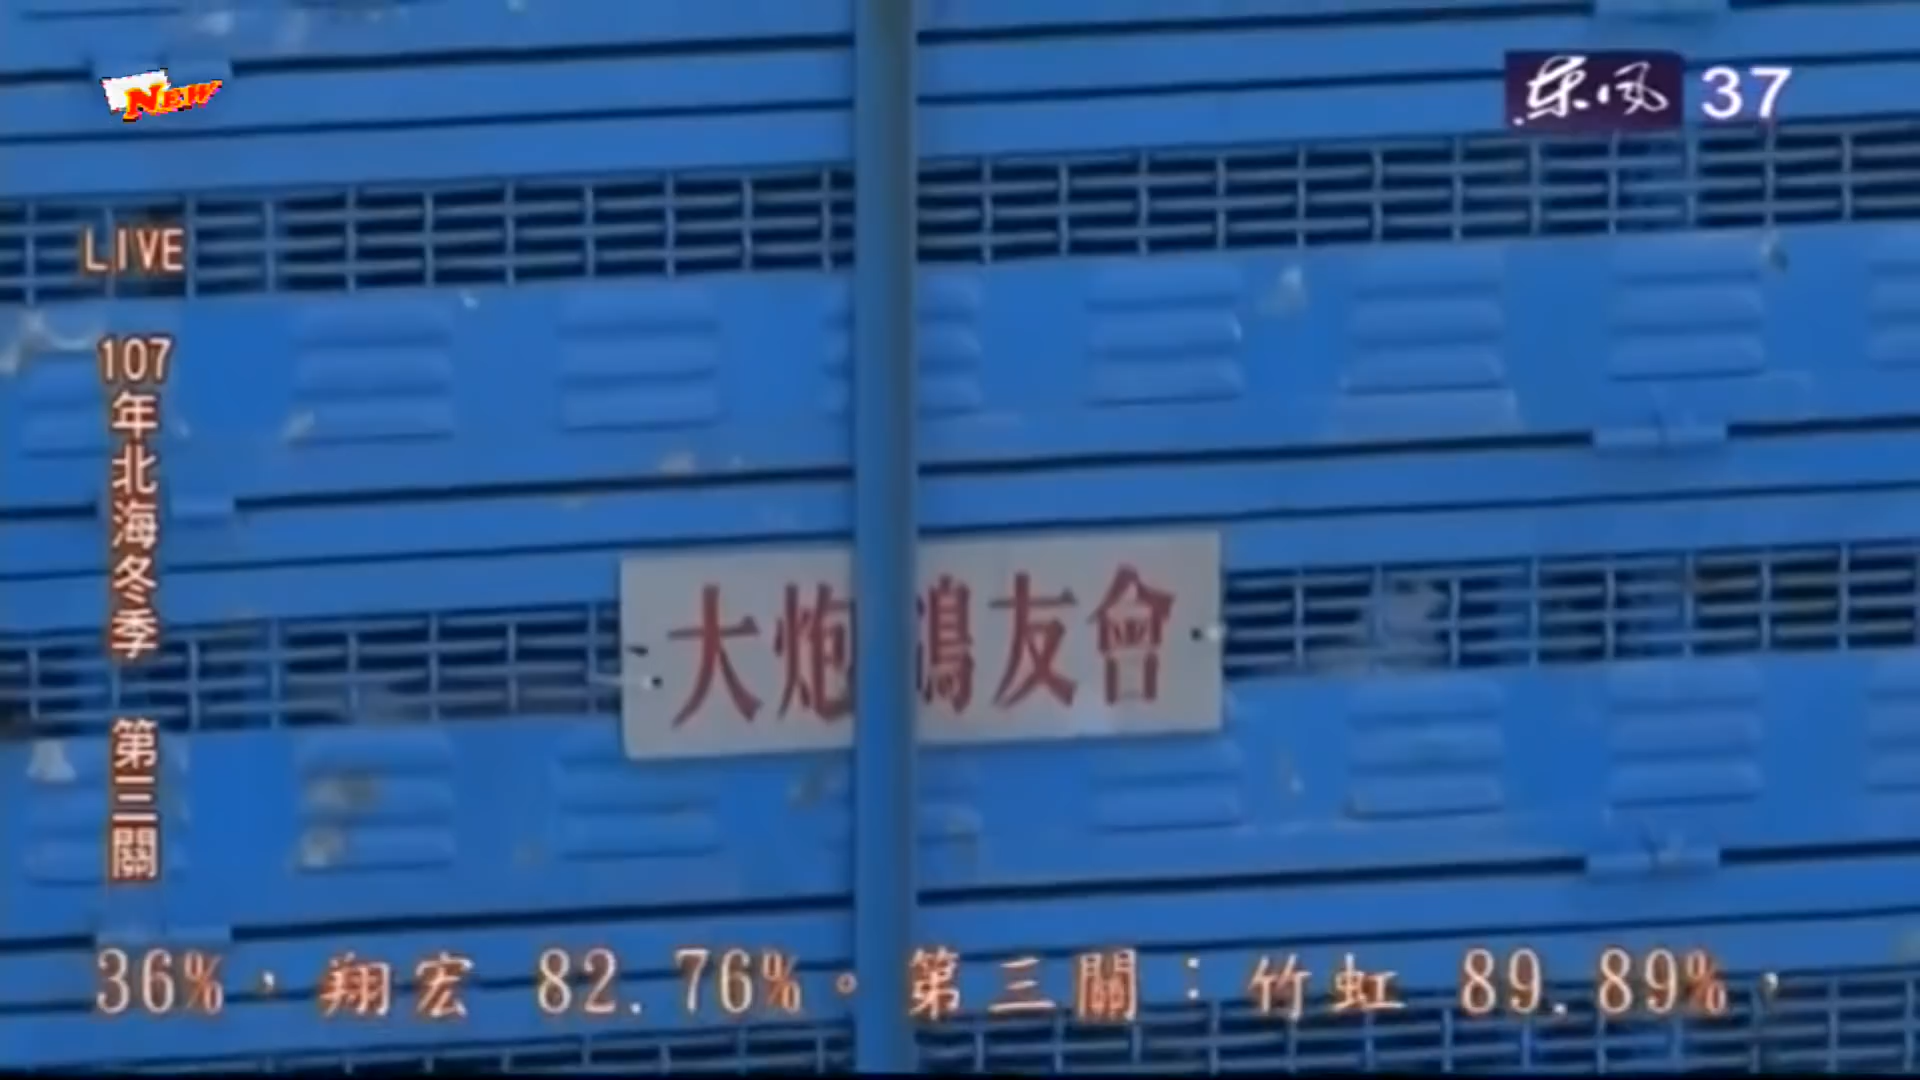 NEW
东风 37
LIVE
107年北海冬季 第三關
大炮鴿友會
36%,翔宏 82.76%。第三關:竹虹 89.89%,